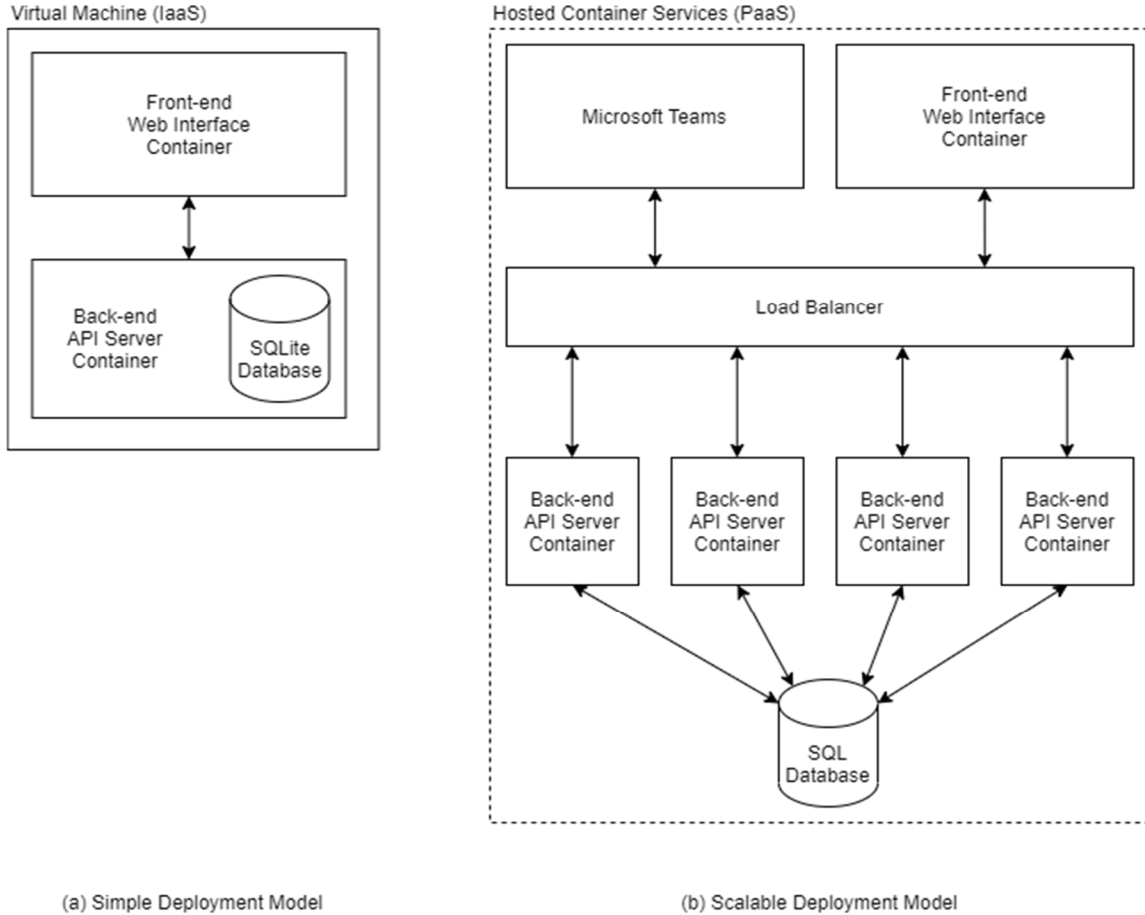 Virtual Machine (IaaS)
Front-end
Web Interface
Container
Back-end
API Server
Container
SQLite
Database
(a) Simple Deployment Model
Hosted Container Services (PaaS)
Microsoft Teams
Front-end
Web Interface
Container
Load Balancer
Back-end
API Server
Container
Back-end
API Server
Container
Back-end
API Server
Container
Back-end
API Server
Container
SQL
Database
(b) Scalable Deployment Model